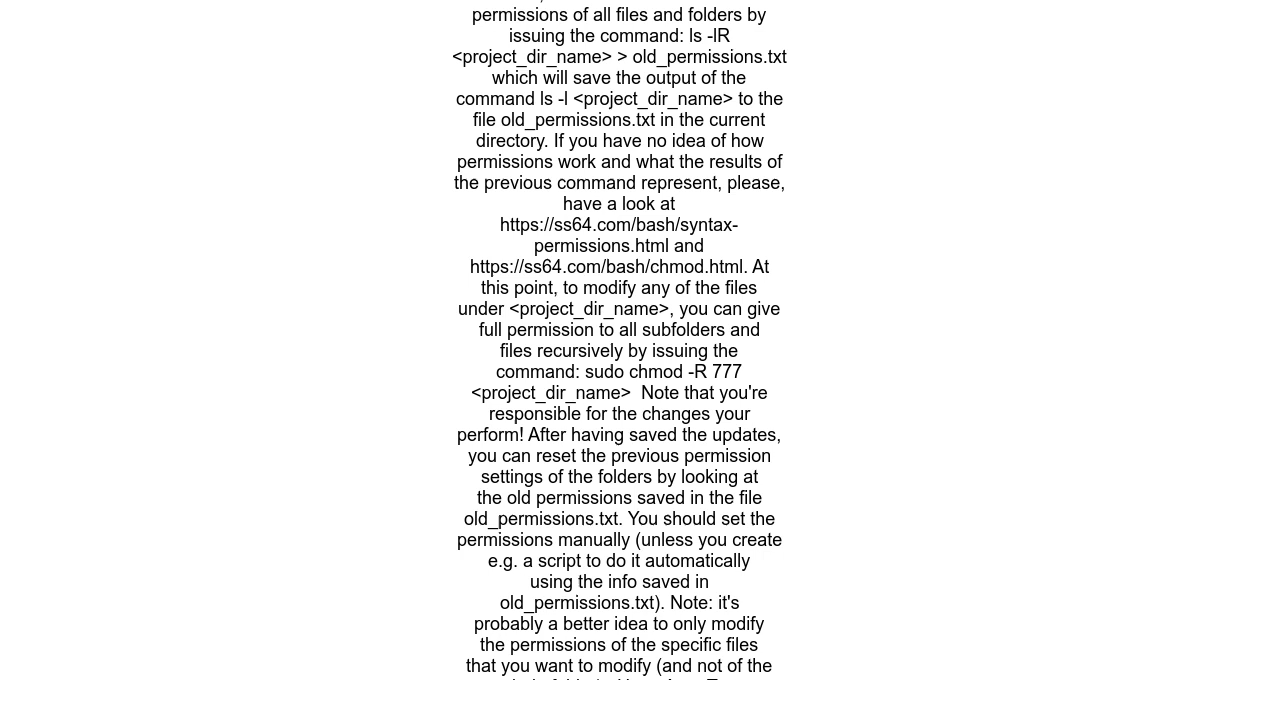 permissions of all files and folders by
issuing the command: ls -lR
<project_dir_name> > old_permissions.txt
which will save the output of the
command ls -l <project_dir_name> to the
file old_permissions.txt in the current
directory. If you have no idea of how
permissions work and what the results of
the previous command represent, please,
have a look at
https://ss64.com/bash/syntax-
permissions.html and
https://ss64.com/bash/chmod.html. At
this point, to modify any of the files
under <project_dir_name>, you can give
full permission to all subfolders and
files recursively by issuing the
command: sudo chmod -R 777
<project_dir_name>  Note that you're
responsible for the changes your
perform! After having saved the updates,
you can reset the previous permission
settings of the folders by looking at
the old permissions saved in the file
old_permissions.txt. You should set the
permissions manually (unless you create
e.g. a script to do it automatically
using the info saved in
old_permissions.txt). Note: it's
probably a better idea to only modify
the permissions of the specific files
that you want to modify (and not of the